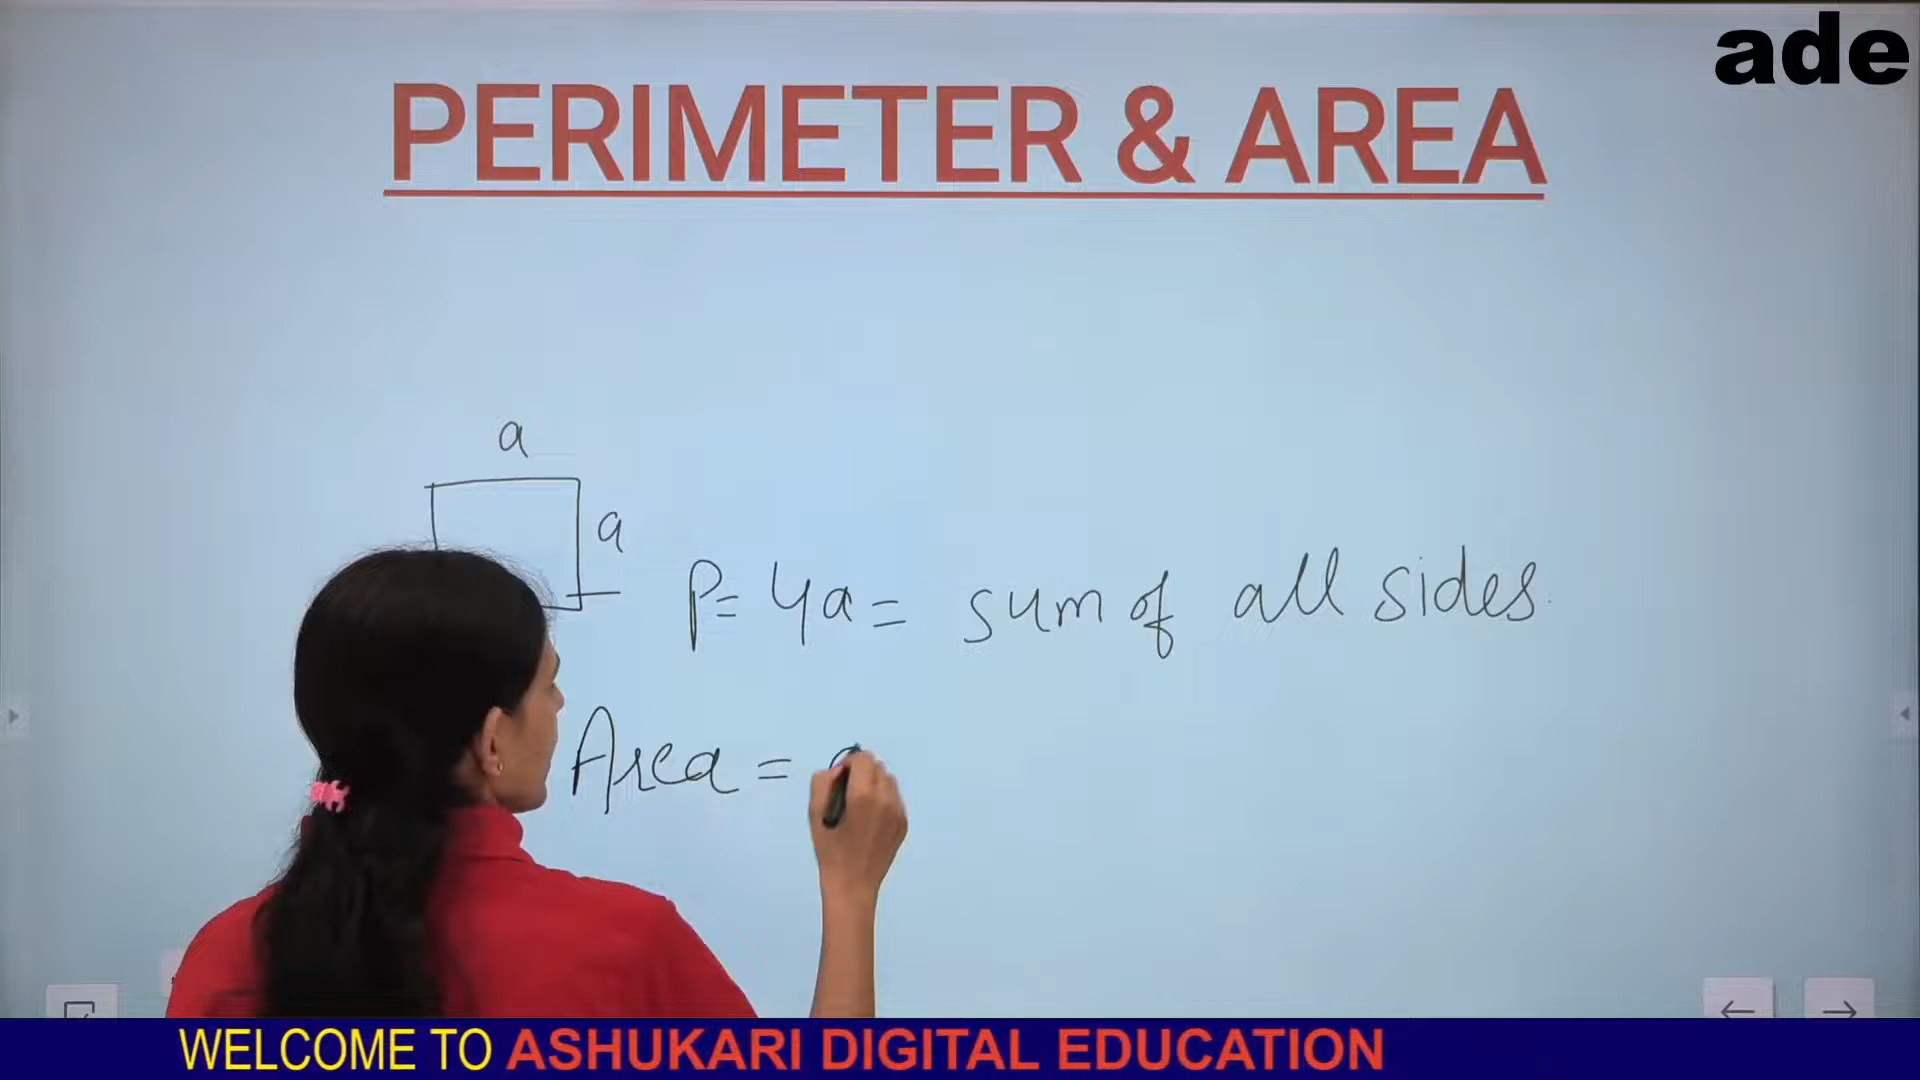 ade
PERIMETER & AREA
a
a
P = 4a = sum of all sides
Area =
WELCOME TO ASHUKARI DIGITAL EDUCATION